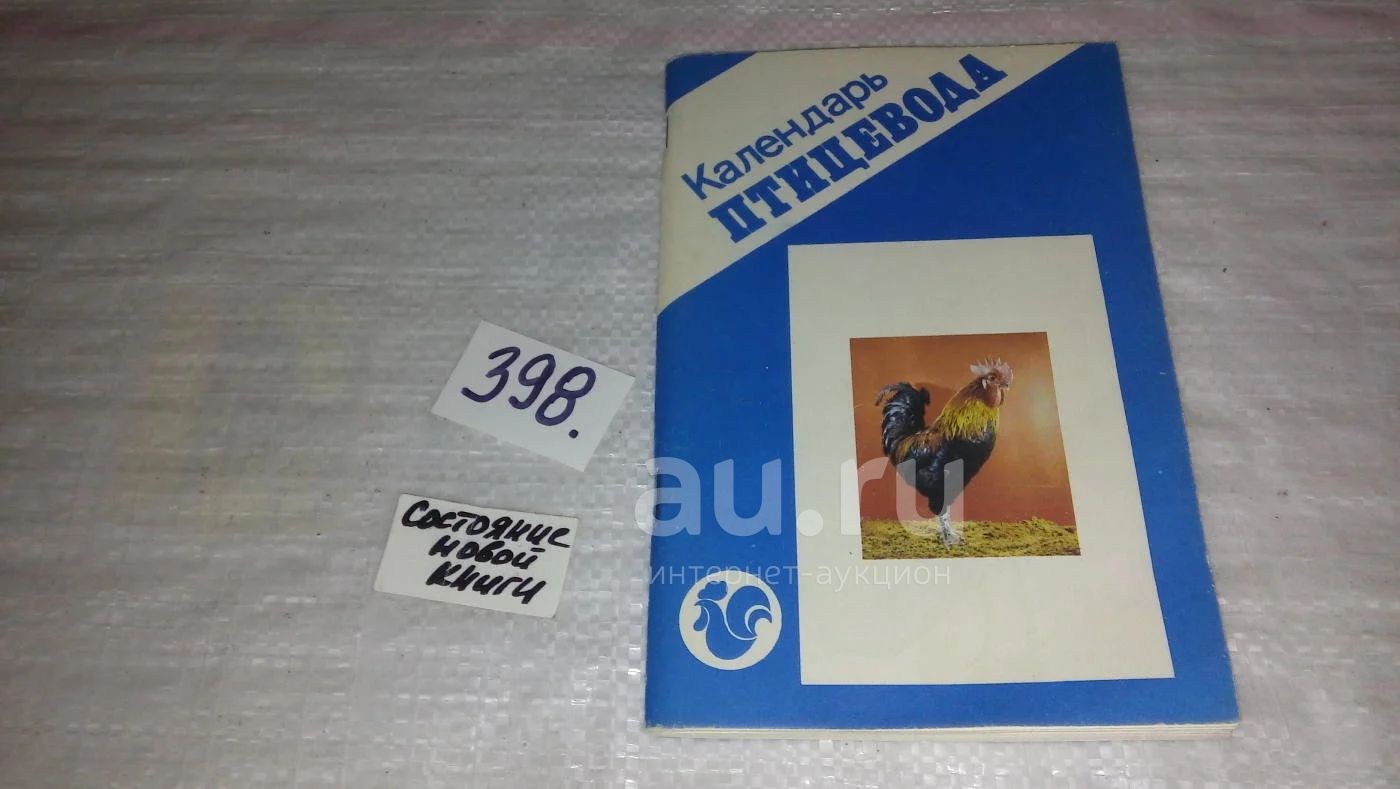 Календарь
ПТИЦЕВОДА
398.
Состояние
новой
книги
au.ru
интернет-аукцион